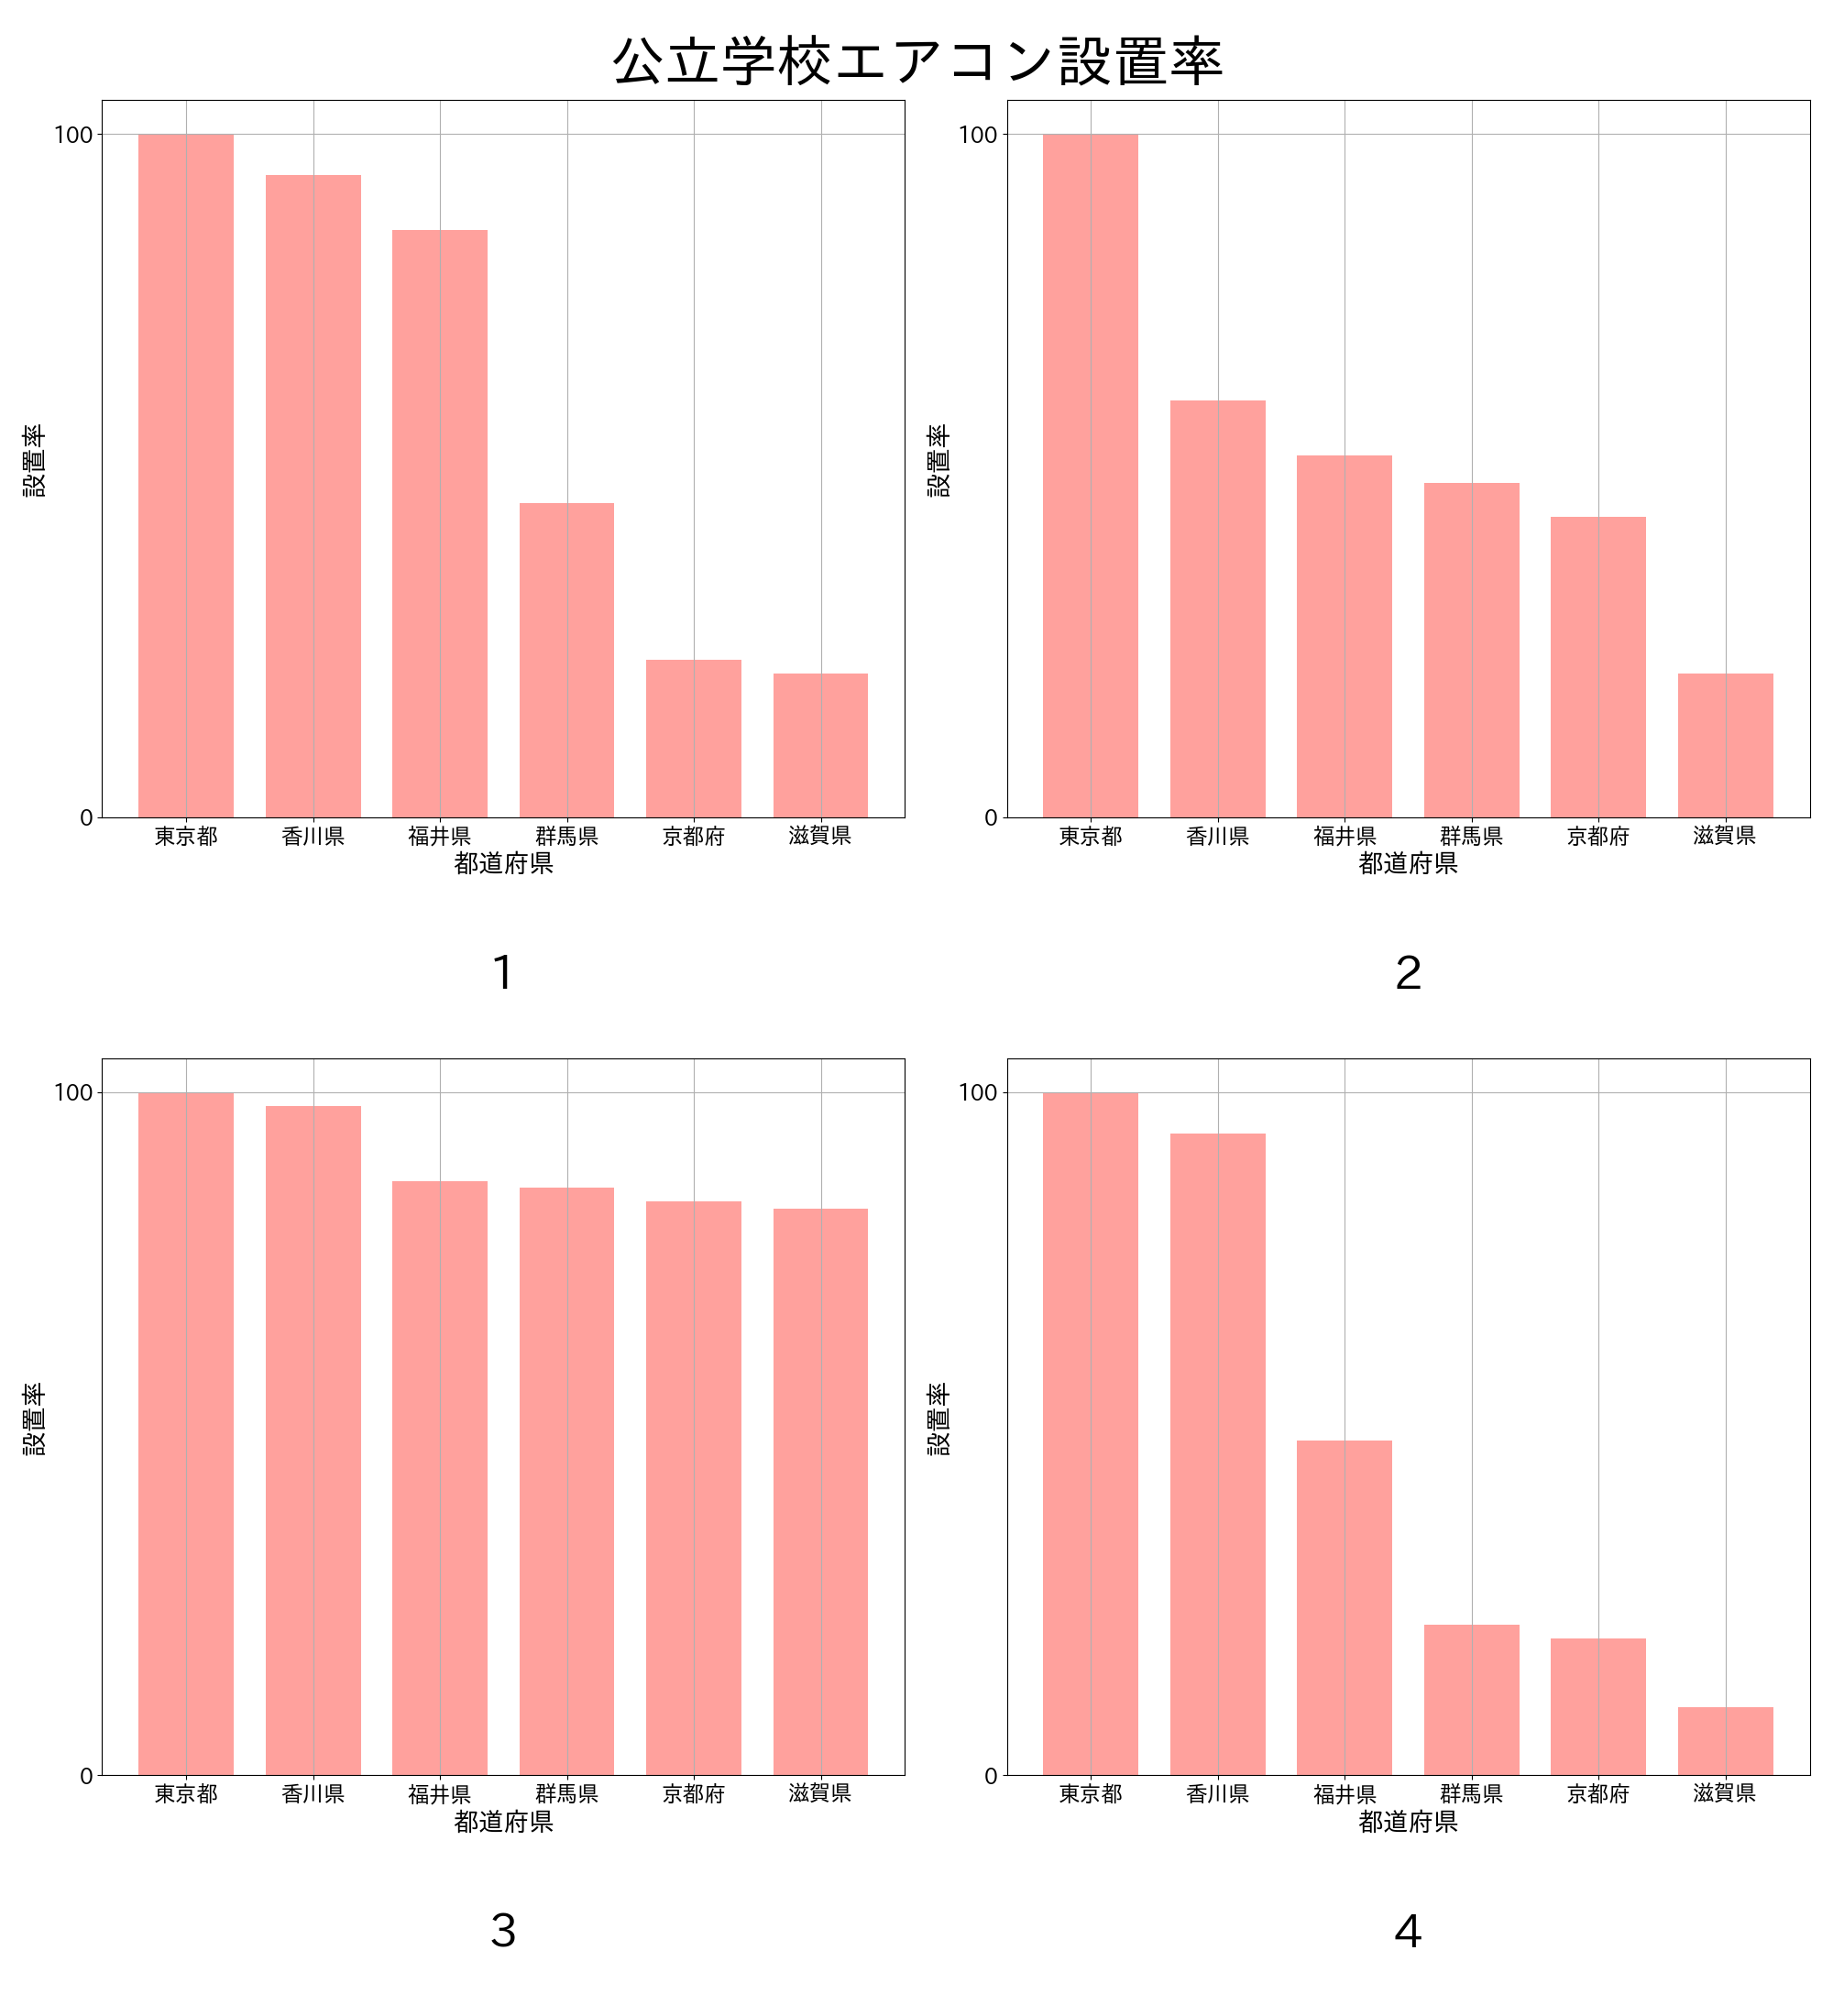 公立学校エアコン設置率
100
0
設置率
東京都 香川県 福井県 群馬県 京都府 滋賀県
都道府県
1
100
0
設置率
東京都 香川県 福井県 群馬県 京都府 滋賀県
都道府県
2
100
0
設置率
東京都 香川県 福井県 群馬県 京都府 滋賀県
都道府県
3
100
0
設置率
東京都 香川県 福井県 群馬県 京都府 滋賀県
都道府県
4